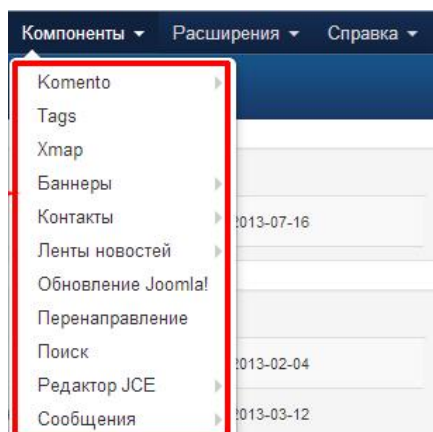 Компоненты Расширения Справка
Komento
Tags
Xmap
Баннеры
Контакты
2013-07-16
Ленты новостей
Обновление Joomla!
Перенаправление
Поиск
2013-02-04
Редактор JCE
Сообщения
2013-03-12